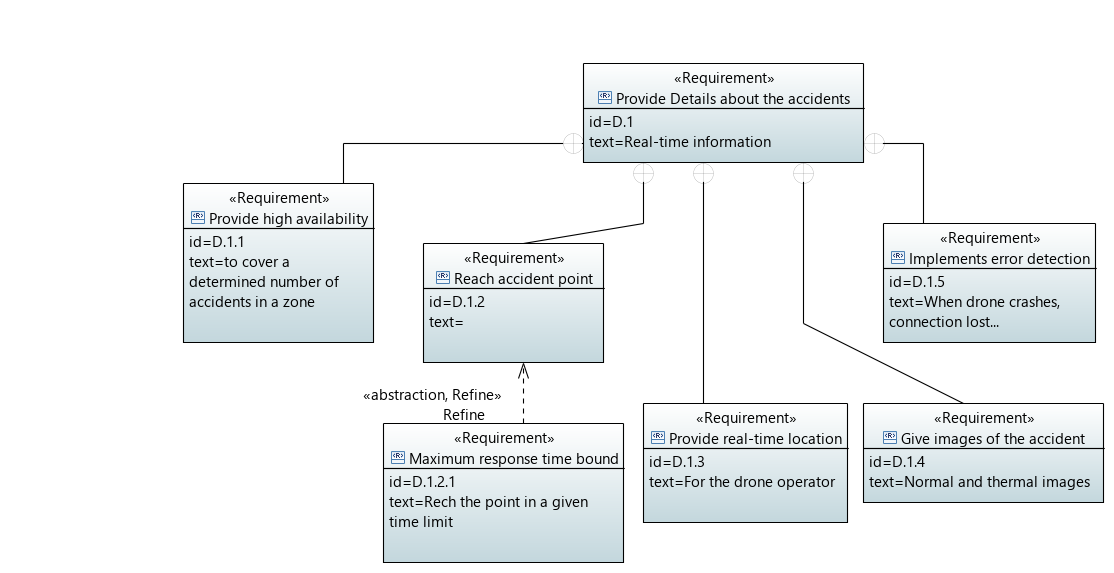 «Requirement»
Provide Details about the accidents
id=D.1
text=Real-time information
«Requirement»
Provide high availability
id=D.1.1
text=to cover a
determined number of
accidents in a zone
«Requirement»
Reach accident point
id=D.1.2
text=
«Requirement»
Implements error detection
id=D.1.5
text=When drone crashes,
connection lost...
«abstraction, Refine»
Refine
«Requirement»
Maximum response time bound
id=D.1.2.1
text=Rech the point in a given
time limit
«Requirement»
Provide real-time location
id=D.1.3
text=For the drone operator
«Requirement»
Give images of the accident
id=D.1.4
text=Normal and thermal images